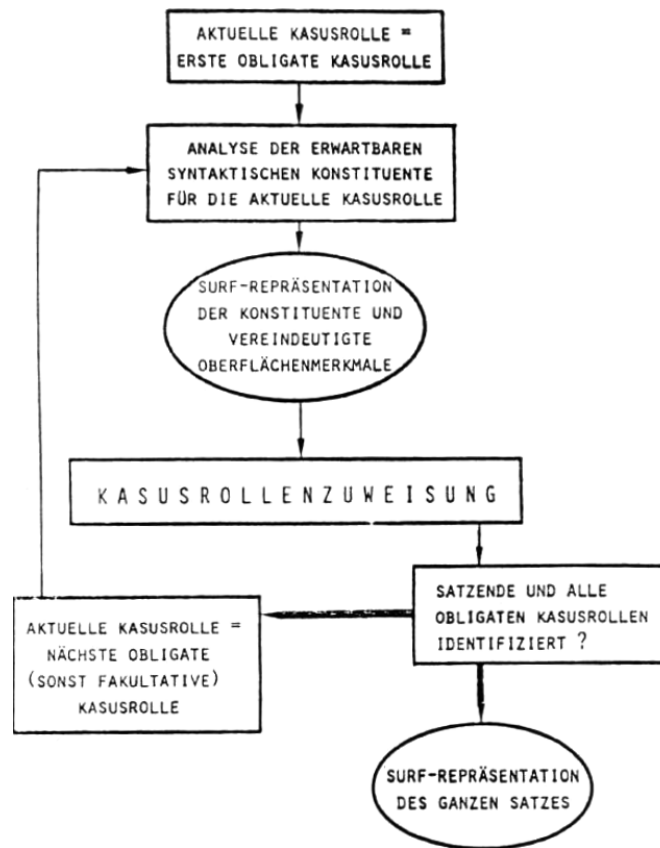 AKTUELLE KASUSROLLE =
ERSTE OBLIGATE KASUSROLLE
ANALYSE DER ERWARTBAREN
SYNTAKTISCHEN KONSTITUENTE
FÜR DIE AKTUELLE KASUSROLLE
SURF-REPRÄSENTATION
DER KONSTITUENTE UND
VEREINDEUTIGTE
OBERFLÄCHENMERKMALE
KASUSROLLENZUWEISUNG
SATZENDE UND ALLE
OBLIGATEN KASUSROLLEN
IDENTIFIZIERT ?
AKTUELLE KASUSROLLE =
NÄCHSTE OBLIGATE
(SONST FAKULTATIVE)
KASUSROLLE
SURF-REPRÄSENTATION
DES GANZEN SATZES